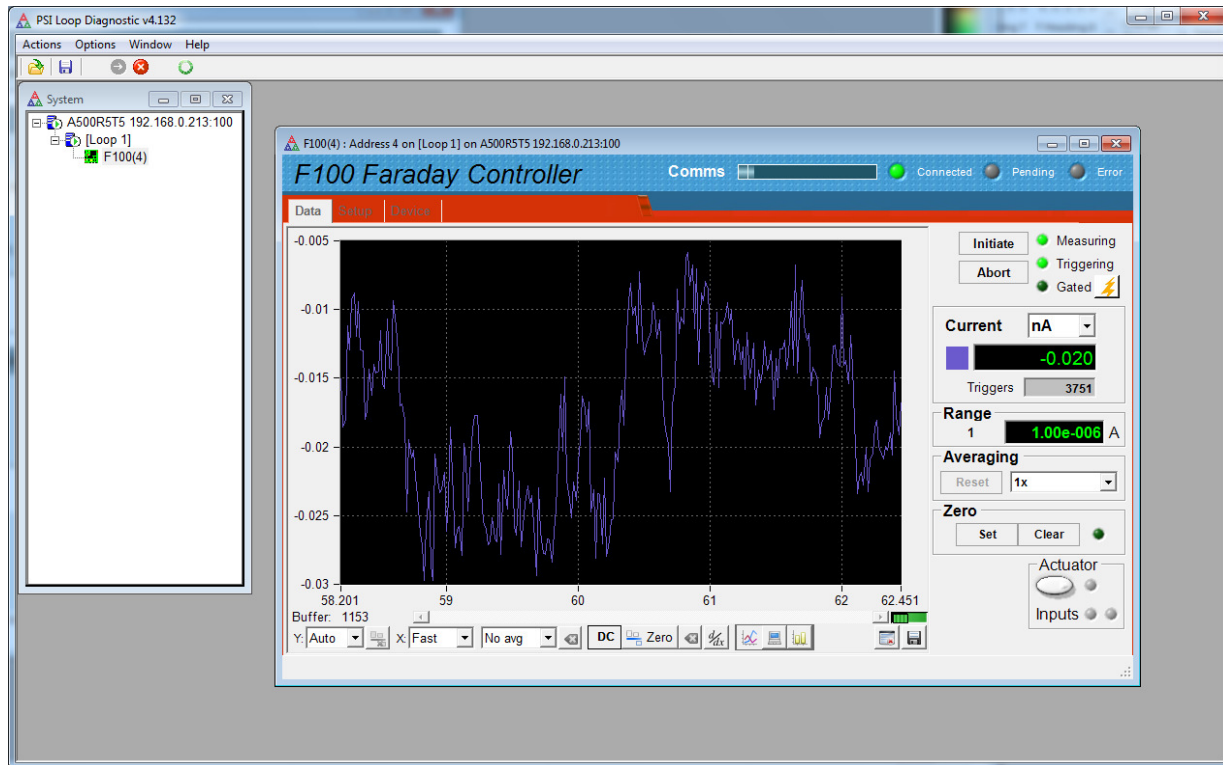 PSI Loop Diagnostic v4.132
Actions Options Window Help
System
A500R5T5 192.168.0.213:100
[Loop 1]
F100(4)
F100(4) : Address 4 on [Loop 1] on A500R5T5 192.168.0.213:100
F100 Faraday Controller
Comms
Connected
Pending
Error
Data Setup Device
-0.005
-0.01
-0.015
-0.02
-0.025
-0.03
58.201 59 60 61 62 62.451
Buffer: 1153
Y: Auto X: Fast No avg DC Zero d/dx
Initiate
Measuring
Abort
Triggering
Gated
Current nA
-0.020
Triggers 3751
Range
1 1.00e-006 A
Averaging
Reset 1x
Zero
Set Clear
Actuator
Inputs